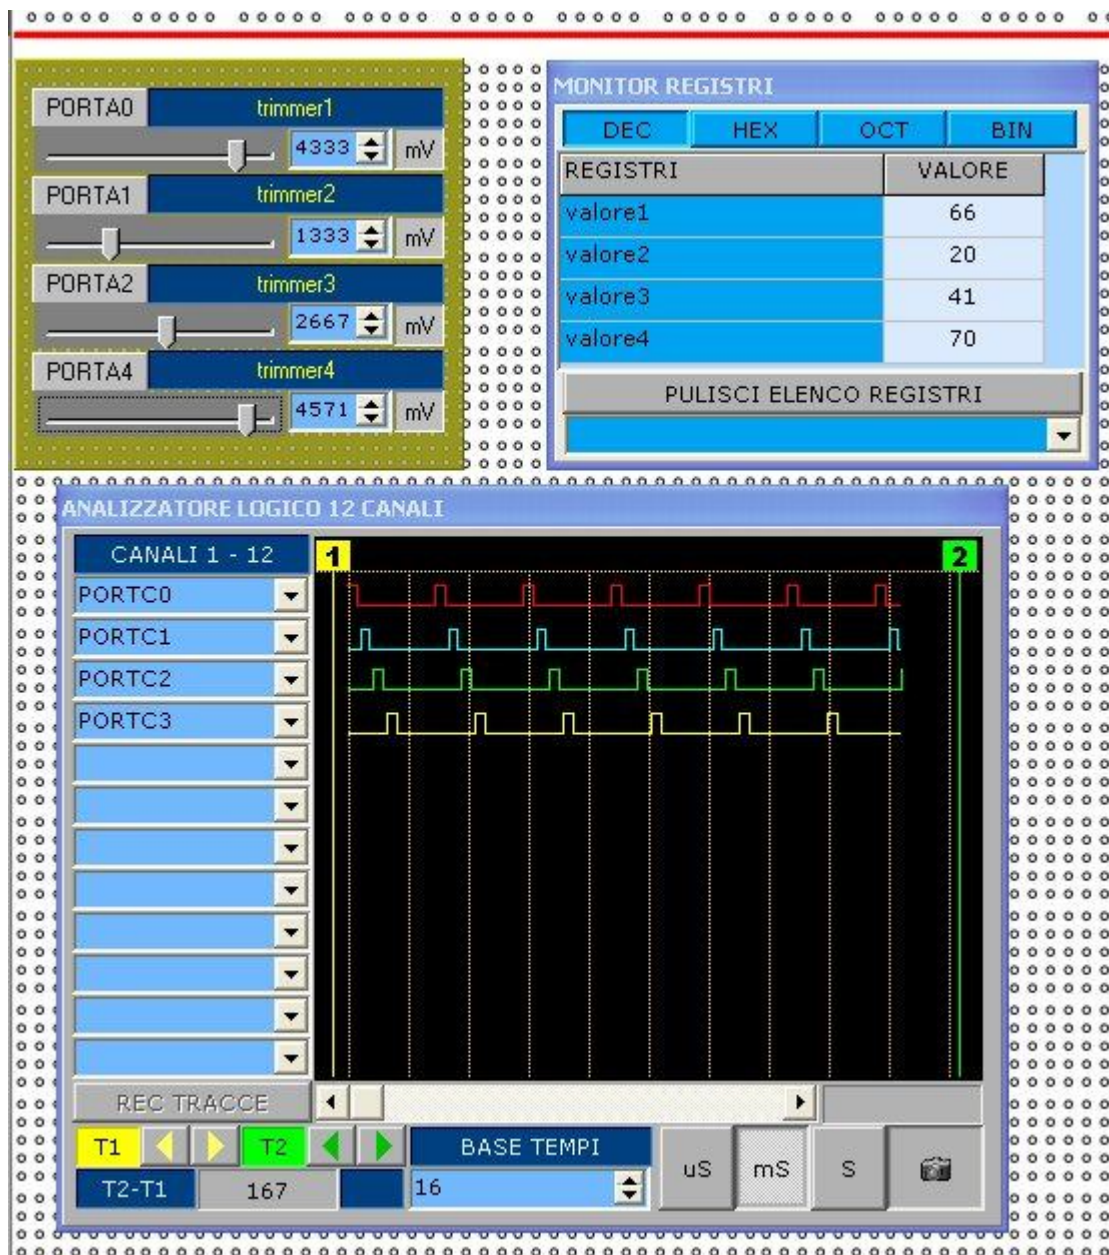 PORTA0 trimmer1
4333 mV
PORTA1 trimmer2
1333 mV
PORTA2 trimmer3
2667 mV
PORTA4 trimmer4
4571 mV
MONITOR REGISTRI
DEC HEX OCT BIN
REGISTRI VALORE
valore1 66
valore2 20
valore3 41
valore4 70
PULISCI ELENCO REGISTRI
ANALIZZATORE LOGICO 12 CANALI
CANALI 1 - 12 1 2
PORTC0
PORTC1
PORTC2
PORTC3
REC TRACCE
T1 T2 BASE TEMPI
T2-T1 167 16 uS mS S